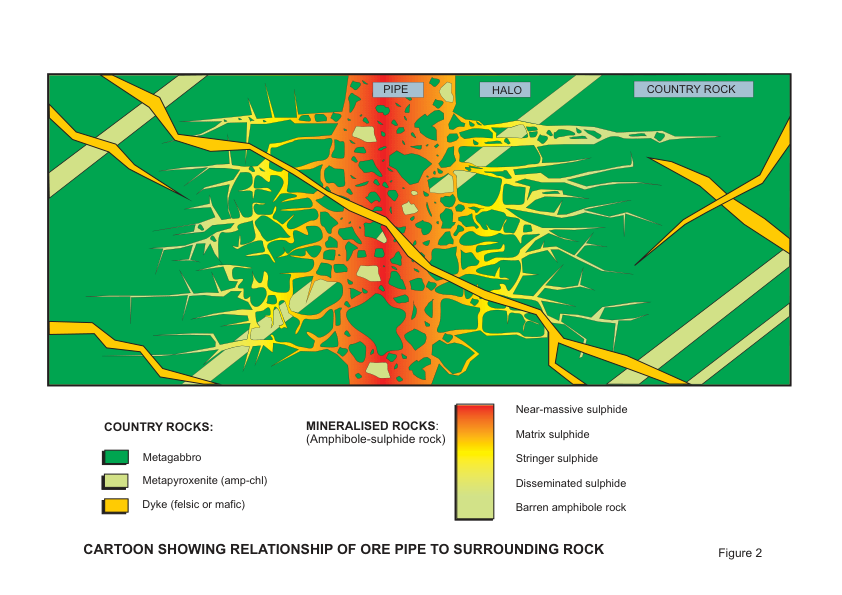 PIPE
HALO
COUNTRY ROCK
COUNTRY ROCKS:
Metagabbro
Metapyroxenite (amp-chl)
Dyke (felsic or mafic)
MINERALISED ROCKS:
(Amphibole-sulphide rock)
Near-massive sulphide
Matrix sulphide
Stringer sulphide
Disseminated sulphide
Barren amphibole rock
CARTOON SHOWING RELATIONSHIP OF ORE PIPE TO SURROUNDING ROCK
Figure 2